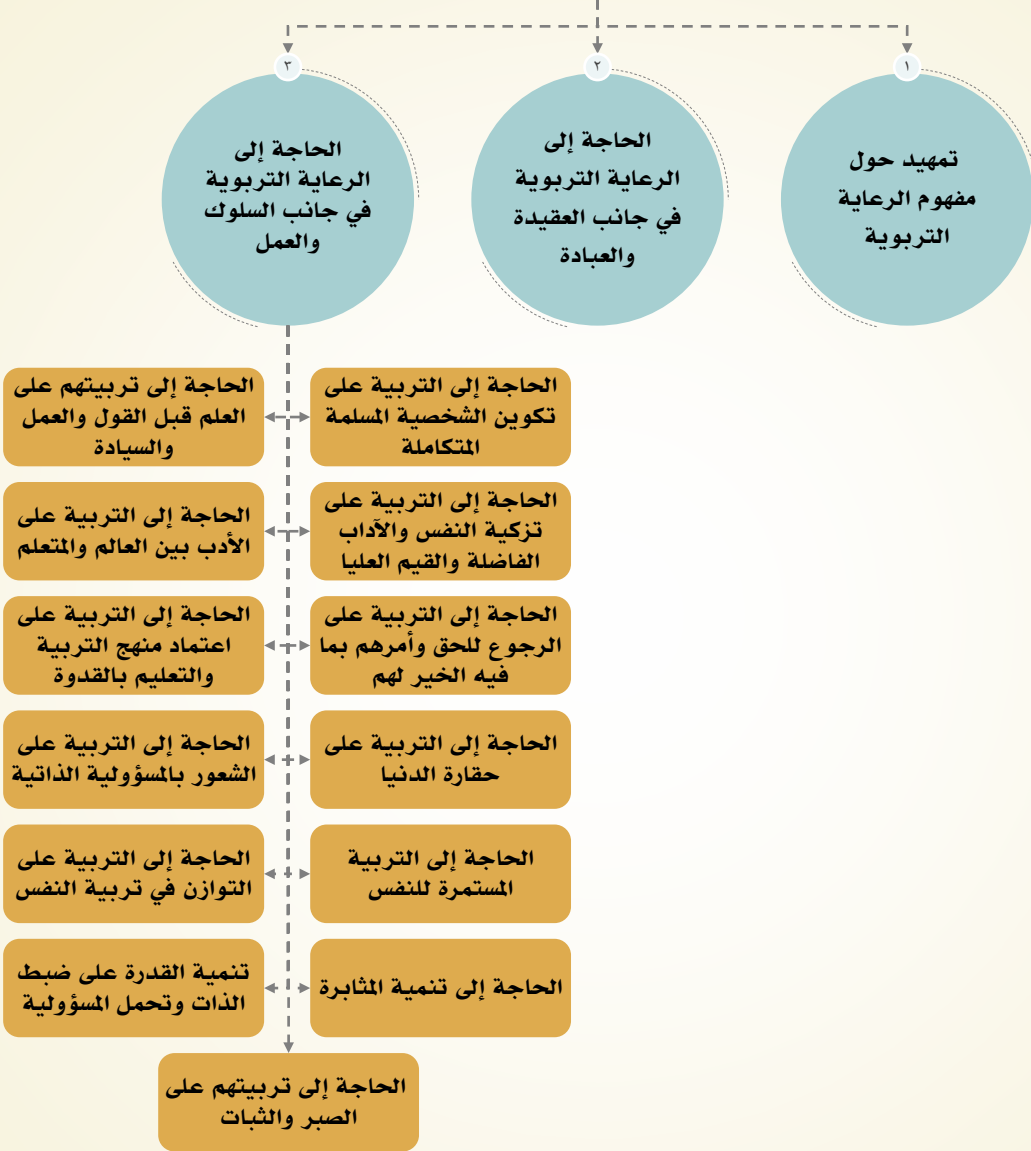 ١
تمهيد حول
مفهوم الرعاية
التربوية
٢
الحاجة إلى
الرعاية التربوية
في جانب العقيدة
والعبادة
٣
الحاجة إلى
الرعاية التربوية
في جانب السلوك
والعمل
الحاجة إلى التربية على
تكوين الشخصية المسلمة
المتكاملة
الحاجة إلى تربيتهم على
العلم قبل القول والعمل
والسيادة
الحاجة إلى التربية على
تزكية النفس والآداب
الفاضلة والقيم العليا
الحاجة إلى التربية على
الأدب بين العالم والمتعلم
الحاجة إلى التربية على
الرجوع للحق وأمرهم بما
فيه الخير لهم
الحاجة إلى التربية على
اعتماد منهج التربية
والتعليم بالقدوة
الحاجة إلى التربية على
حقارة الدنيا
الحاجة إلى التربية على
الشعور بالمسؤولية الذاتية
الحاجة إلى التربية
المستمرة للنفس
الحاجة إلى التربية على
التوازن في تربية النفس
الحاجة إلى تنمية المثابرة
تنمية القدرة على ضبط
الذات وتحمل المسؤولية
الحاجة إلى تربيتهم على
الصبر والثبات